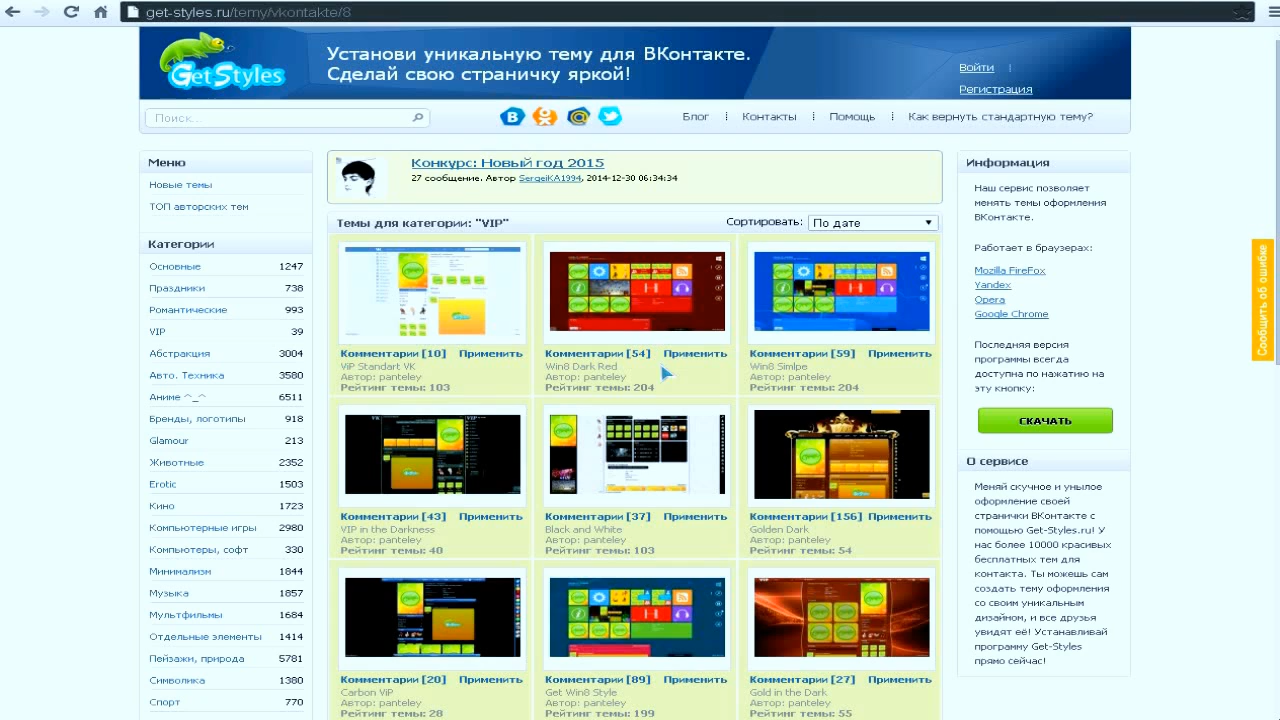 get-styles.ru/temy/vkontakte/8
Get Styles
Установи уникальную тему для ВКонтакте.
Сделай свою страничку яркой!
Войти |
Регистрация
Поиск...
Блог
Контакты
Помощь
Как вернуть стандартную тему?
Меню
Новые темы
ТОП авторских тем
Категории
Основные 1247
Праздники 738
Романтические 993
VIP 39
Абстракция 3004
Авто. Техника 3580
Аниме ^_^ 6511
Бренды, логотипы 918
Glamour 213
Животные 2352
Erotic 1503
Кино 1723
Компьютерные игры 2980
Компьютеры, софт 330
Минимализм 1844
Музыка 1857
Мультфильмы 1684
Отдельные элементы 1414
Пейзажи, природа 5781
Символика 1380
Спорт 770
Конкурс: Новый год 2015
27 сообщение. Автор SergeiKA1994, 2014-12-30 06:34:34
Темы для категории: "VIP"
Сортировать: По дате
Комментарии [10] Применить
ViP Standart VK
Автор: panteley
Рейтинг темы: 103
Комментарии [54] Применить
Win8 Dark Red
Автор: panteley
Рейтинг темы: 204
Комментарии [59] Применить
Win8 Simlpe
Автор: panteley
Рейтинг темы: 204
Комментарии [43] Применить
VIP in the Darkness
Автор: panteley
Рейтинг темы: 40
Комментарии [37] Применить
Black and White
Автор: panteley
Рейтинг темы: 103
Комментарии [156] Применить
Golden Dark
Автор: panteley
Рейтинг темы: 54
Комментарии [20] Применить
Carbon ViP
Автор: panteley
Рейтинг темы: 28
Комментарии [89] Применить
Get Win8 Style
Автор: panteley
Рейтинг темы: 199
Комментарии [27] Применить
Gold in the Dark
Автор: panteley
Рейтинг темы: 55
Информация
Наш сервис позволяет
менять темы оформления
ВКонтакте.
Работает в браузерах:
Mozilla FireFox
Yandex
Opera
Google Chrome
Последняя версия
программы всегда
доступна по нажатию на
эту кнопку:
СКАЧАТЬ
О сервисе
Меняй скучное и унылое
оформление своей
странички ВКонтакте с
помощью Get-Styles.ru! У
нас более 10000 красивых
бесплатных тем для
контакта. Ты можешь сам
создать тему оформления
со своим уникальным
дизайном, и все друзья
увидят её! Устанавливай
программу Get-Styles
прямо сейчас!
Сообщить об ошибке